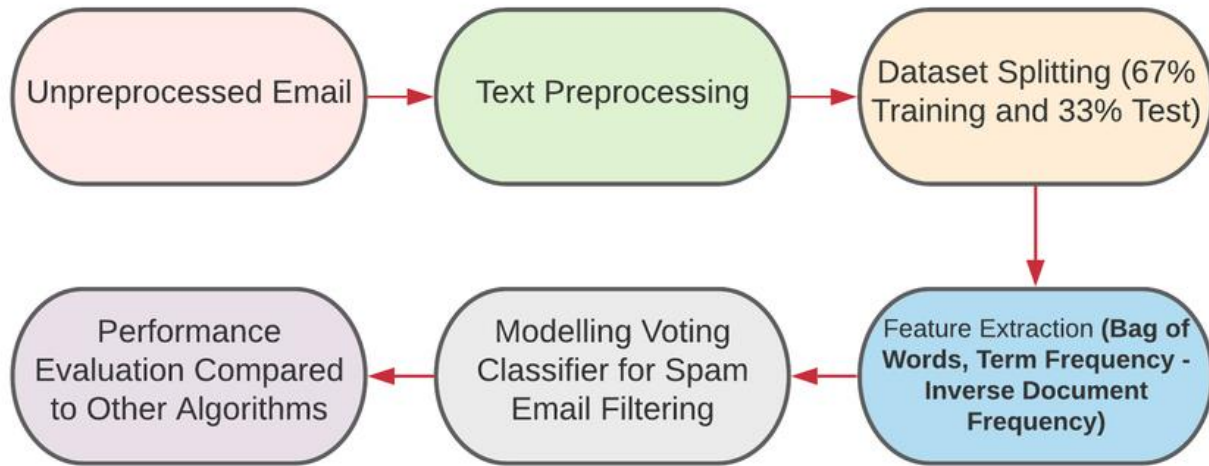 Unpreprocessed Email
Text Preprocessing
Dataset Splitting (67%
Training and 33% Test)
Feature Extraction (Bag of
Words, Term Frequency -
Inverse Document
Frequency)
Modelling Voting
Classifier for Spam
Email Filtering
Performance
Evaluation Compared
to Other Algorithms